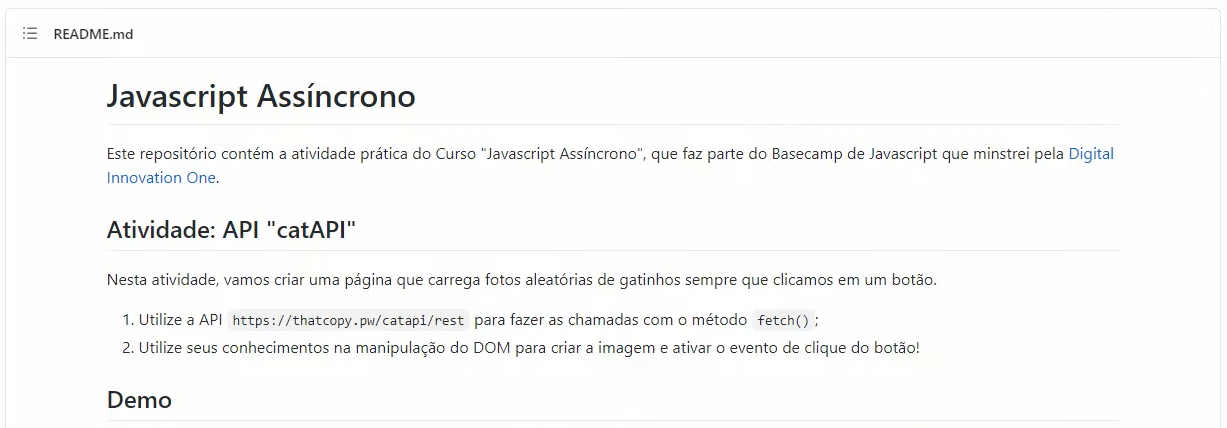 README.md
Javascript Assíncrono
Este repositório contém a atividade prática do Curso "Javascript Assíncrono", que faz parte do Basecamp de Javascript que minstrei pela Digital
Innovation One.
Atividade: API "catAPI"
Nesta atividade, vamos criar uma página que carrega fotos aleatórias de gatinhos sempre que clicamos em um botão.
1. Utilize a API https://thatcopy.pw/catapi/rest para fazer as chamadas com o método fetch();
2. Utilize seus conhecimentos na manipulação do DOM para criar a imagem e ativar o evento de clique do botão!
Demo